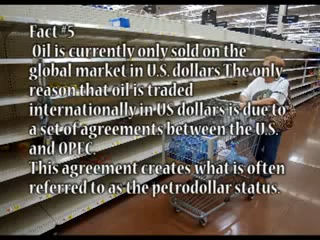 Fact #5
Oil is currently only sold on the
global market in U.S. dollars The only
reason that oil is traded
internationally in US dollars is due to
a set of agreements between the U.S.
and OPEC.
This agreement creates what is often
referred to as the petrodollar status.